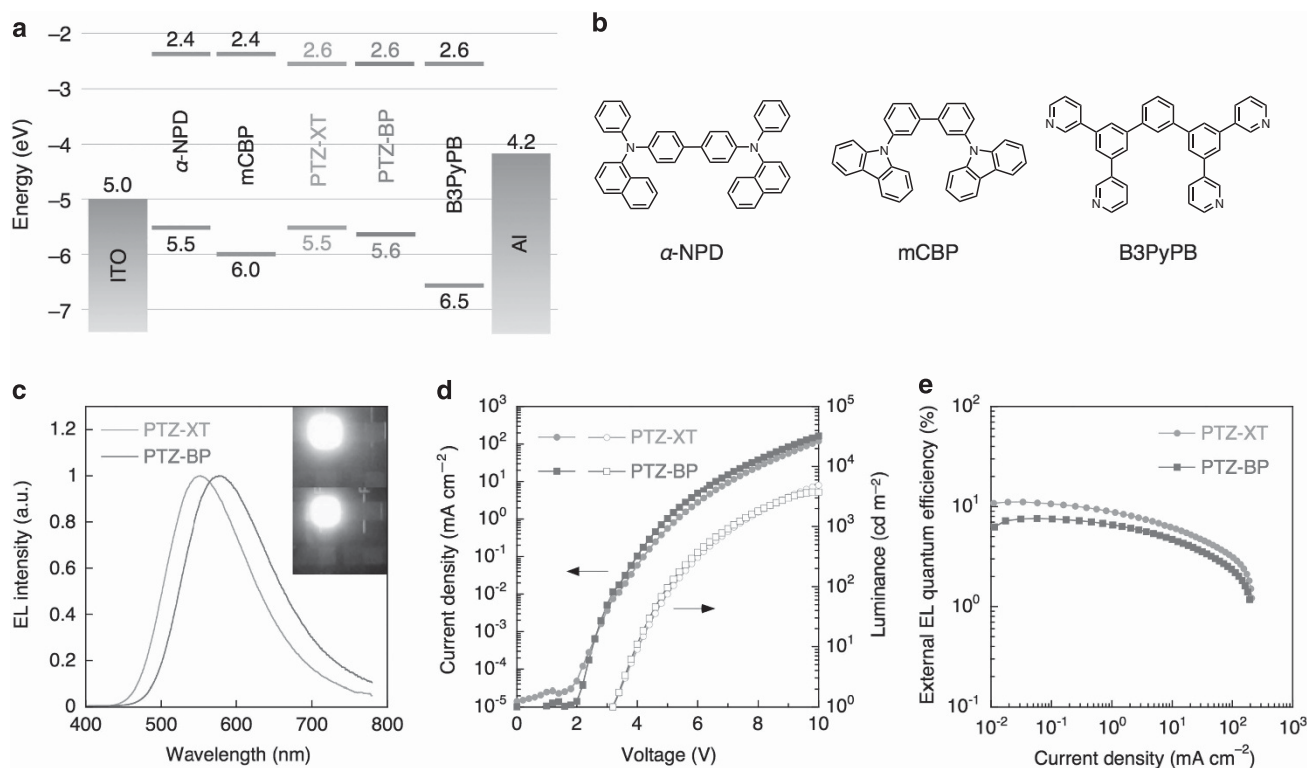 a
Energy (eV)
–2
–3
–4
–5
–6
–7
2.4
2.4
2.6
2.6
2.6
α-NPD
mCBP
PTZ-XT
PTZ-BP
B3PyPB
5.0
4.2
5.5
6.0
5.5
5.6
6.5
ITO
Al
b
N
N
α-NPD
N
N
mCBP
N
N
N
N
B3PyPB
c
EL intensity (a.u.)
1.2
1
0.8
0.6
0.4
0.2
0
PTZ-XT
PTZ-BP
400 500 600 700 800
Wavelength (nm)
d
Current density (mA cm⁻²)
10³
10²
10¹
10⁰
10⁻¹
10⁻²
10⁻³
10⁻⁴
10⁻⁵
PTZ-XT
PTZ-BP
10⁵
10⁴
10³
10²
10¹
10⁰
Luminance (cd m⁻²)
0 2 4 6 8 10
Voltage (V)
e
External EL quantum efficiency (%)
10²
10¹
10⁰
10⁻¹
PTZ-XT
PTZ-BP
10⁻² 10⁻¹ 10⁰ 10¹ 10² 10³
Current density (mA cm⁻²)